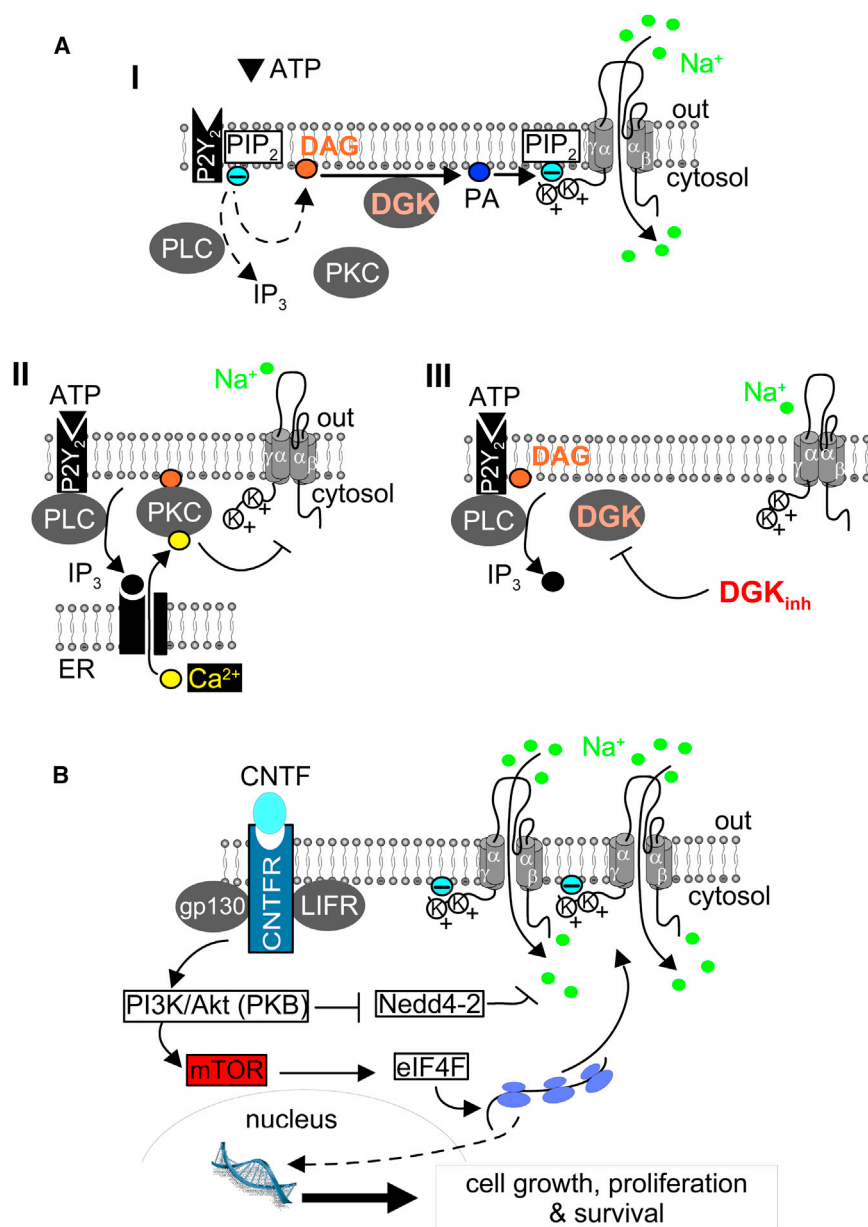 A
I
ATP
Na+
out
P2Y2
PIP2
DAG
PIP2
γ α
α β
cytosol
K K
+ +
DGK
PA
PLC
PKC
IP3
II
III
ATP
Na+
out
P2Y2
γ α α β
cytosol
PLC
PKC
K K
+ +
IP3
ER
Ca2+
ATP
Na+
out
P2Y2
DAG
γ α α β
cytosol
PLC
DGK
K K
+ +
IP3
DGKinh
B
CNTF
Na+
out
α γ α β
α γ α β
cytosol
gp130
CNTFR
LIFR
K K
+ +
K K
+ +
PI3K/Akt (PKB)
Nedd4-2
mTOR
eIF4F
nucleus
cell growth, proliferation
& survival